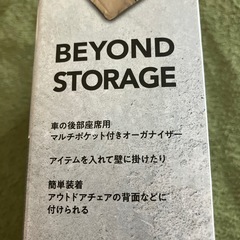 BEYOND
STORAGE
車の後部座席用
マルチポケット付きオーガナイザー
アイテムを入れて壁に掛けたり
簡単装着
アウトドアチェアの背面などに
付けられる